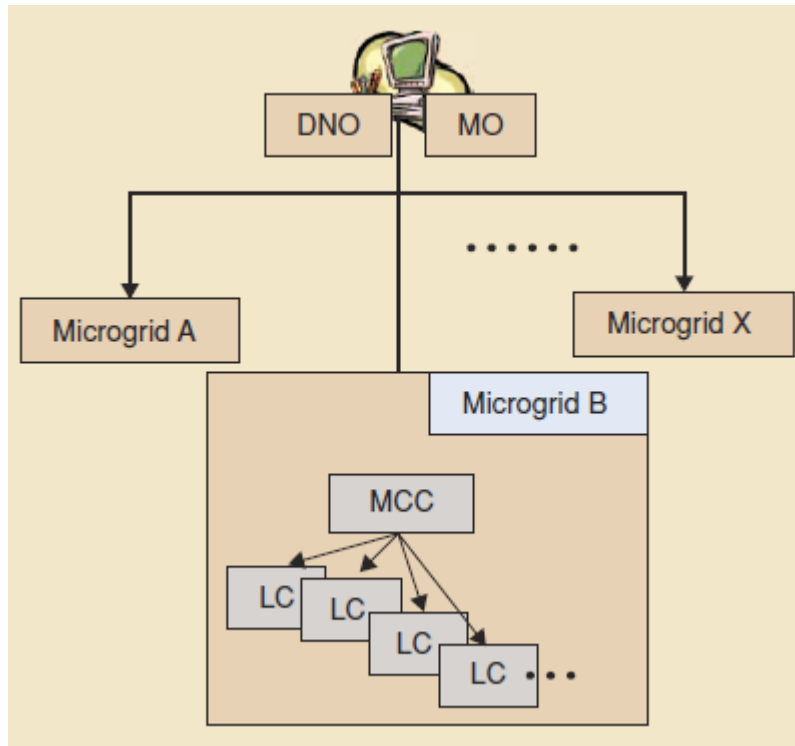 DNO
MO
Microgrid A
......
Microgrid X
Microgrid B
MCC
LC
LC
LC
LC ...